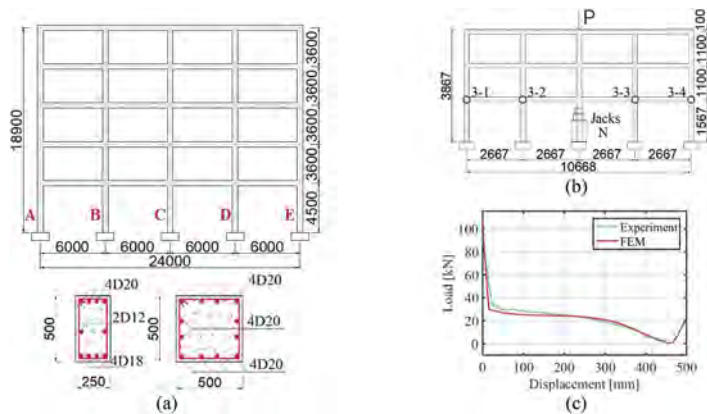 18900
3600
3600
3600
3600
4500
A
B
C
D
E
6000
6000
6000
6000
24000
4D20
2D12
4D18
500
250
4D20
4D20
4D20
500
500
(a)
P
3-1
3-2
3-3
3-4
Jacks
N
3867
100
1100
1100
1567
2667
2667
2667
2667
10668
(b)
Experiment
FEM
Load [kN]
100
80
60
40
20
0
0
100
200
300
400
500
Displacement [mm]
(c)